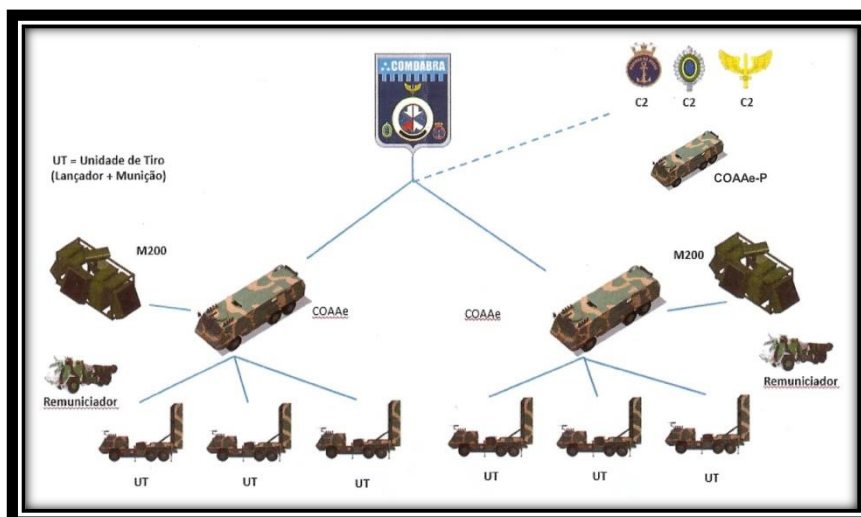 COMDABRA
C2 C2 C2
UT = Unidade de Tiro
(Lançador + Munição)
COAAe-P
M200
M200
COAAe
COAAe
Remuniciador
Remuniciador
UT UT UT UT UT UT